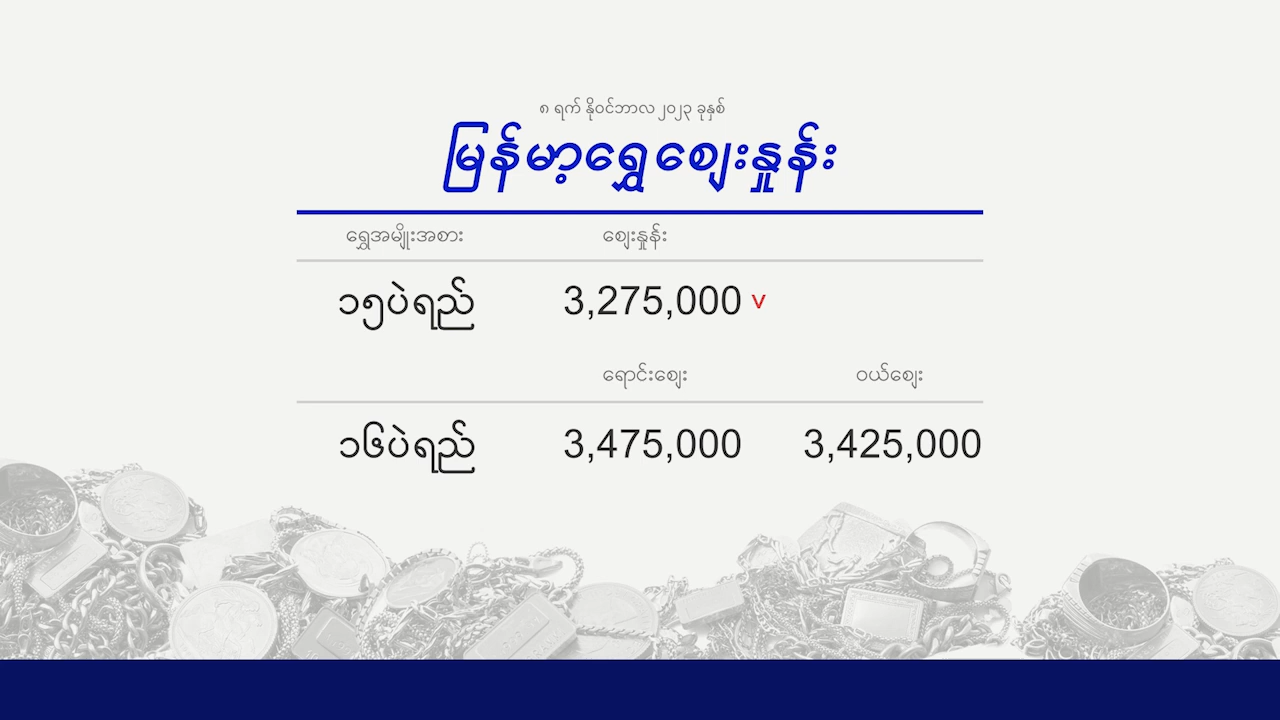 ၈ ရက် နိုဝင်ဘာလ ၂၀၂၃ ခုနှစ်
မြန်မာ့ရွှေဈေးနှုန်း
ရွှေအမျိုးအစား ဈေးနှုန်း
၁၅ပဲရည် 3,275,000 v
ရောင်းဈေး ဝယ်ဈေး
၁၆ပဲရည် 3,475,000 3,425,000